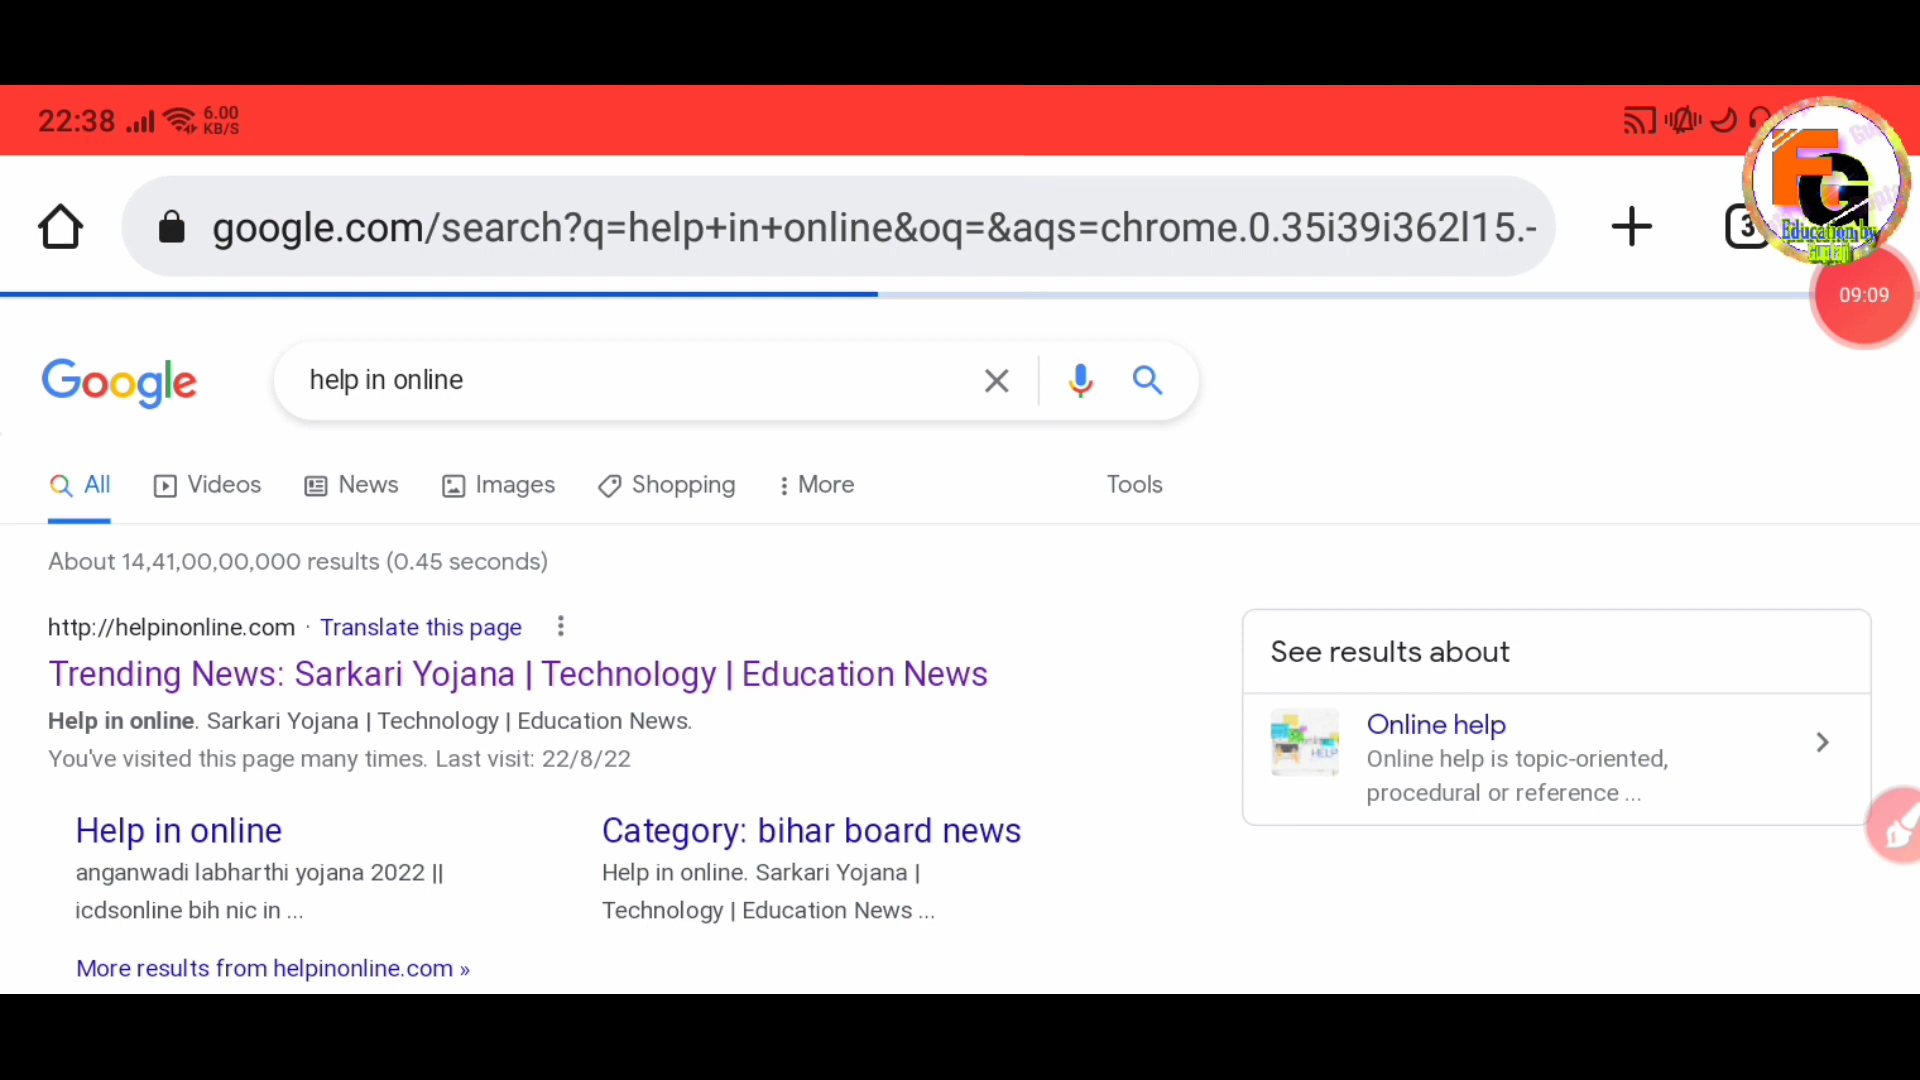 22:38 6.00 KB/S
google.com/search?q=help+in+online&oq=&aqs=chrome.0.35i39i362l15.-
3
Education by
Guptaji
09:09
Google help in online
All Videos News Images Shopping More Tools
About 14,41,00,00,000 results (0.45 seconds)
http://helpinonline.com · Translate this page
Trending News: Sarkari Yojana | Technology | Education News
Help in online. Sarkari Yojana | Technology | Education News.
You've visited this page many times. Last visit: 22/8/22
Help in online
anganwadi labharthi yojana 2022 ||
icdsonline bih nic in ...
Category: bihar board news
Help in online. Sarkari Yojana |
Technology | Education News ...
More results from helpinonline.com »
See results about
Online help
Online help is topic-oriented,
procedural or reference ...
HELP